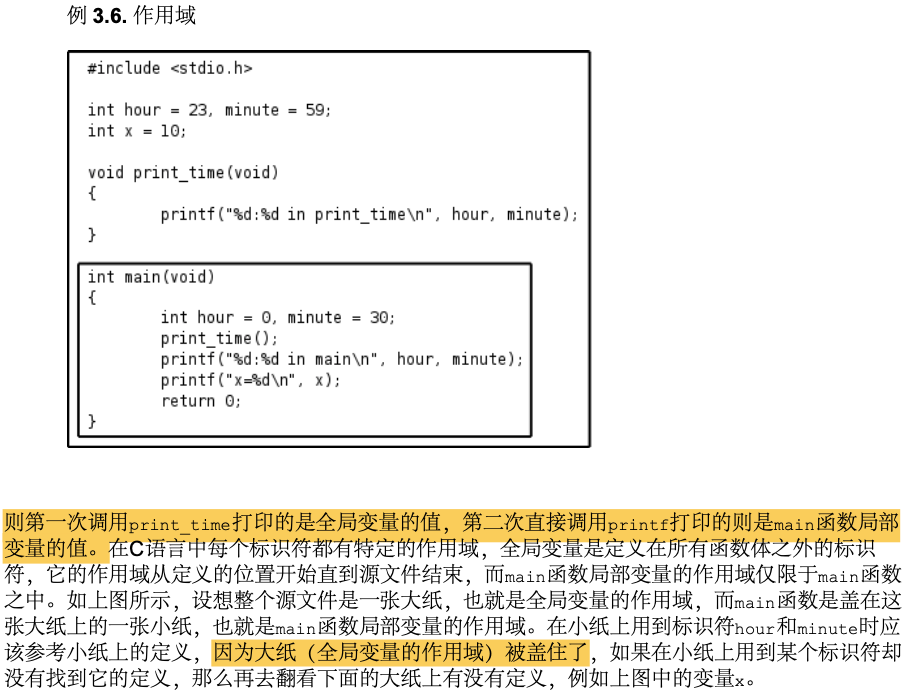 例 3.6. 作用域
#include <stdio.h>
int hour = 23, minute = 59;
int x = 10;
void print_time(void)
{
printf("%d:%d in print_time\n", hour, minute);
}
int main(void)
{
int hour = 0, minute = 30;
print_time();
printf("%d:%d in main\n", hour, minute);
printf("x=%d\n", x);
return 0;
}
则第一次调用print_time打印的是全局变量的值，第二次直接调用printf打印的则是main函数局部
变量的值。在C语言中每个标识符都有特定的作用域，全局变量是定义在所有函数体之外的标识
符，它的作用域从定义的位置开始直到源文件结束，而main函数局部变量的作用域仅限于main函数
之中。如上图所示，设想整个源文件是一张大纸，也就是全局变量的作用域，而main函数是盖在这
张大纸上的一张小纸，也就是main函数局部变量的作用域。在小纸上用到标识符hour和minute时应
该参考小纸上的定义，因为大纸（全局变量的作用域）被盖住了，如果在小纸上用到某个标识符却
没有找到它的定义，那么再去翻看下面的大纸上有没有定义，例如上图中的变量x。